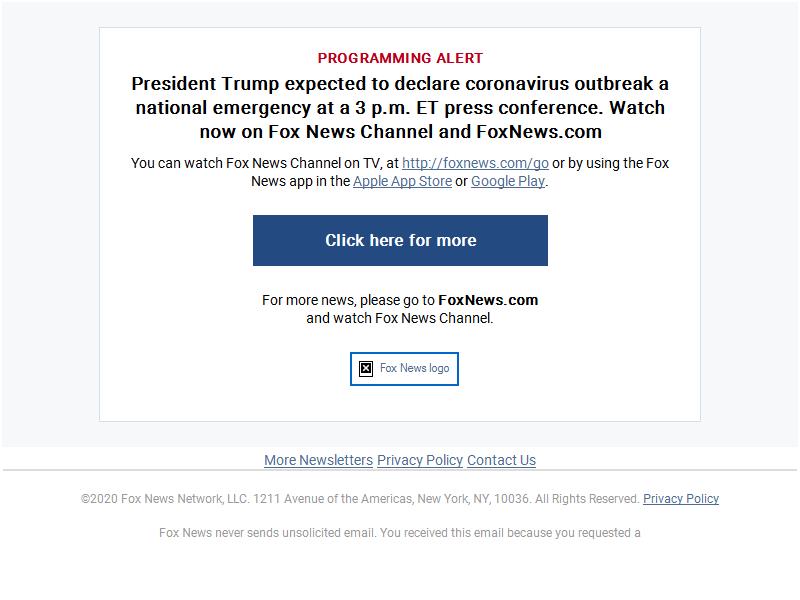 PROGRAMMING ALERT
President Trump expected to declare coronavirus outbreak a
national emergency at a 3 p.m. ET press conference. Watch
now on Fox News Channel and FoxNews.com
You can watch Fox News Channel on TV, at http://foxnews.com/go or by using the Fox
News app in the Apple App Store or Google Play.
Click here for more
For more news, please go to FoxNews.com
and watch Fox News Channel.
Fox News logo
More Newsletters Privacy Policy Contact Us
©2020 Fox News Network, LLC. 1211 Avenue of the Americas, New York, NY, 10036. All Rights Reserved. Privacy Policy
Fox News never sends unsolicited email. You received this email because you requested a